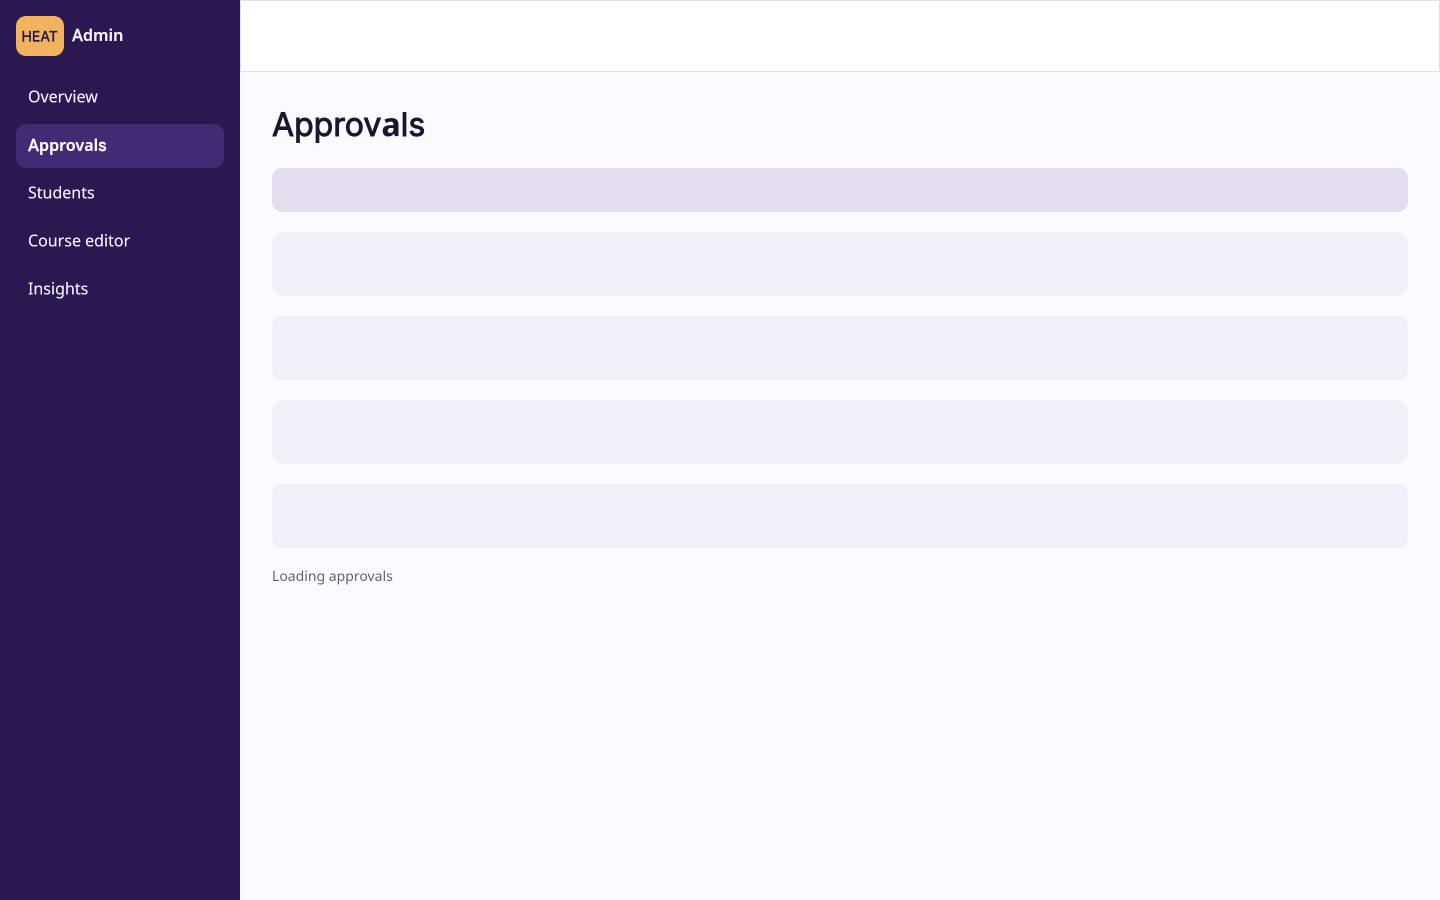 HEAT Admin
Overview
Approvals
Students
Course editor
Insights
Approvals
Loading approvals